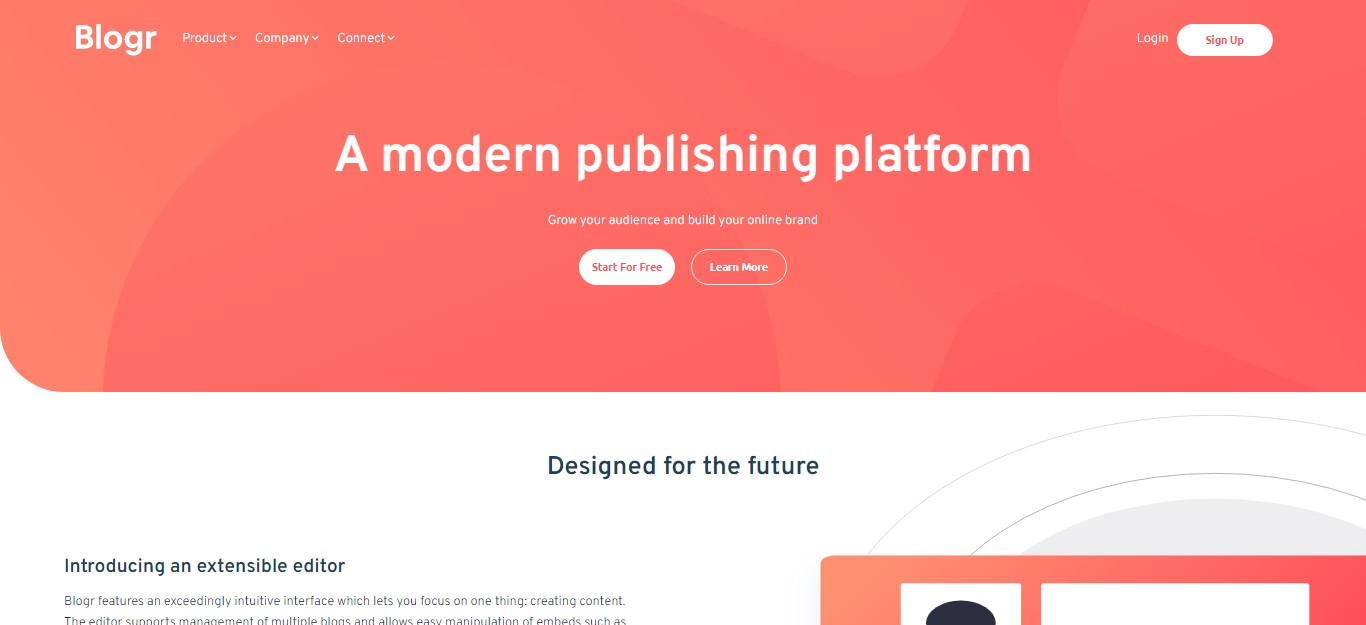 Blogr Product Company Connect Login Sign Up
A modern publishing platform
Grow your audience and build your online brand
Start For Free Learn More
Designed for the future
Introducing an extensible editor
Blogr features an exceedingly intuitive interface which lets you focus on one thing: creating content.
The editor supports management of multiple blogs and allows easy manipulation of embeds such as